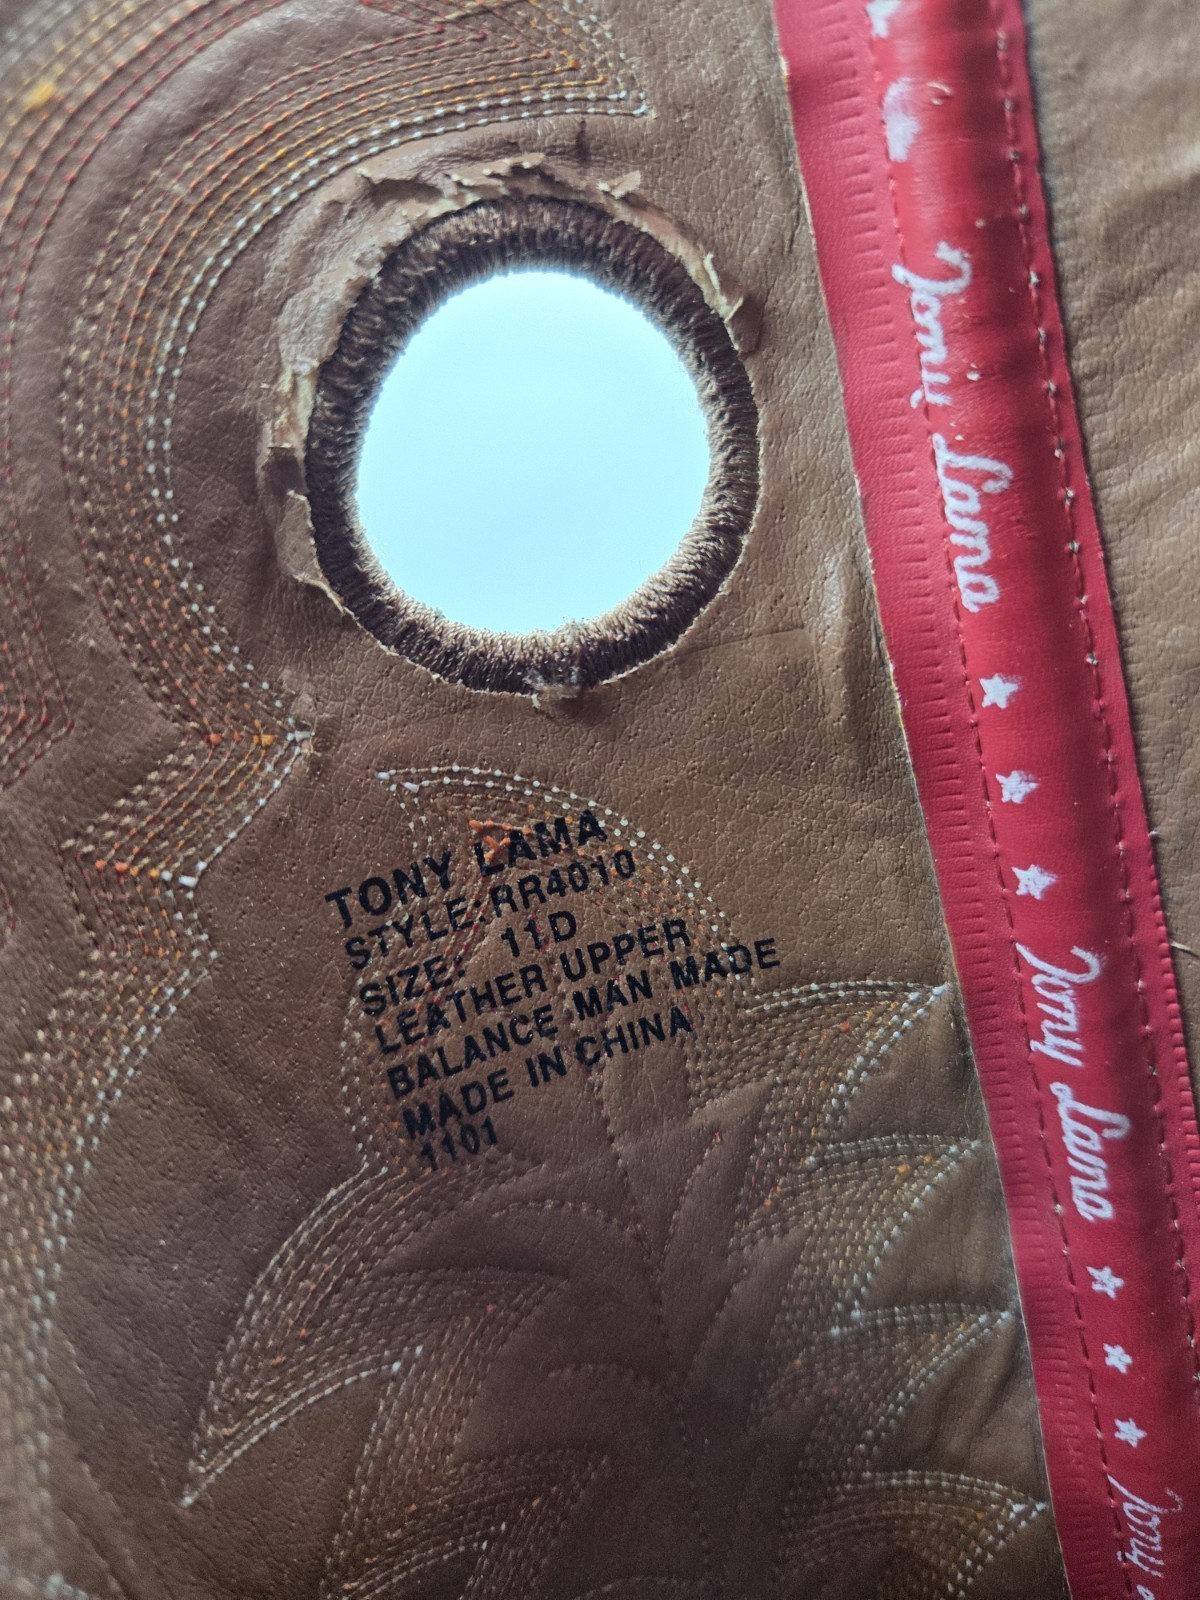 TONY LAMA
STYLE:RR4010
SIZE: 11D
LEATHER UPPER
BALANCE MAN MADE
MADE IN CHINA
1101
Tony Lama
Tony Lama
Tony